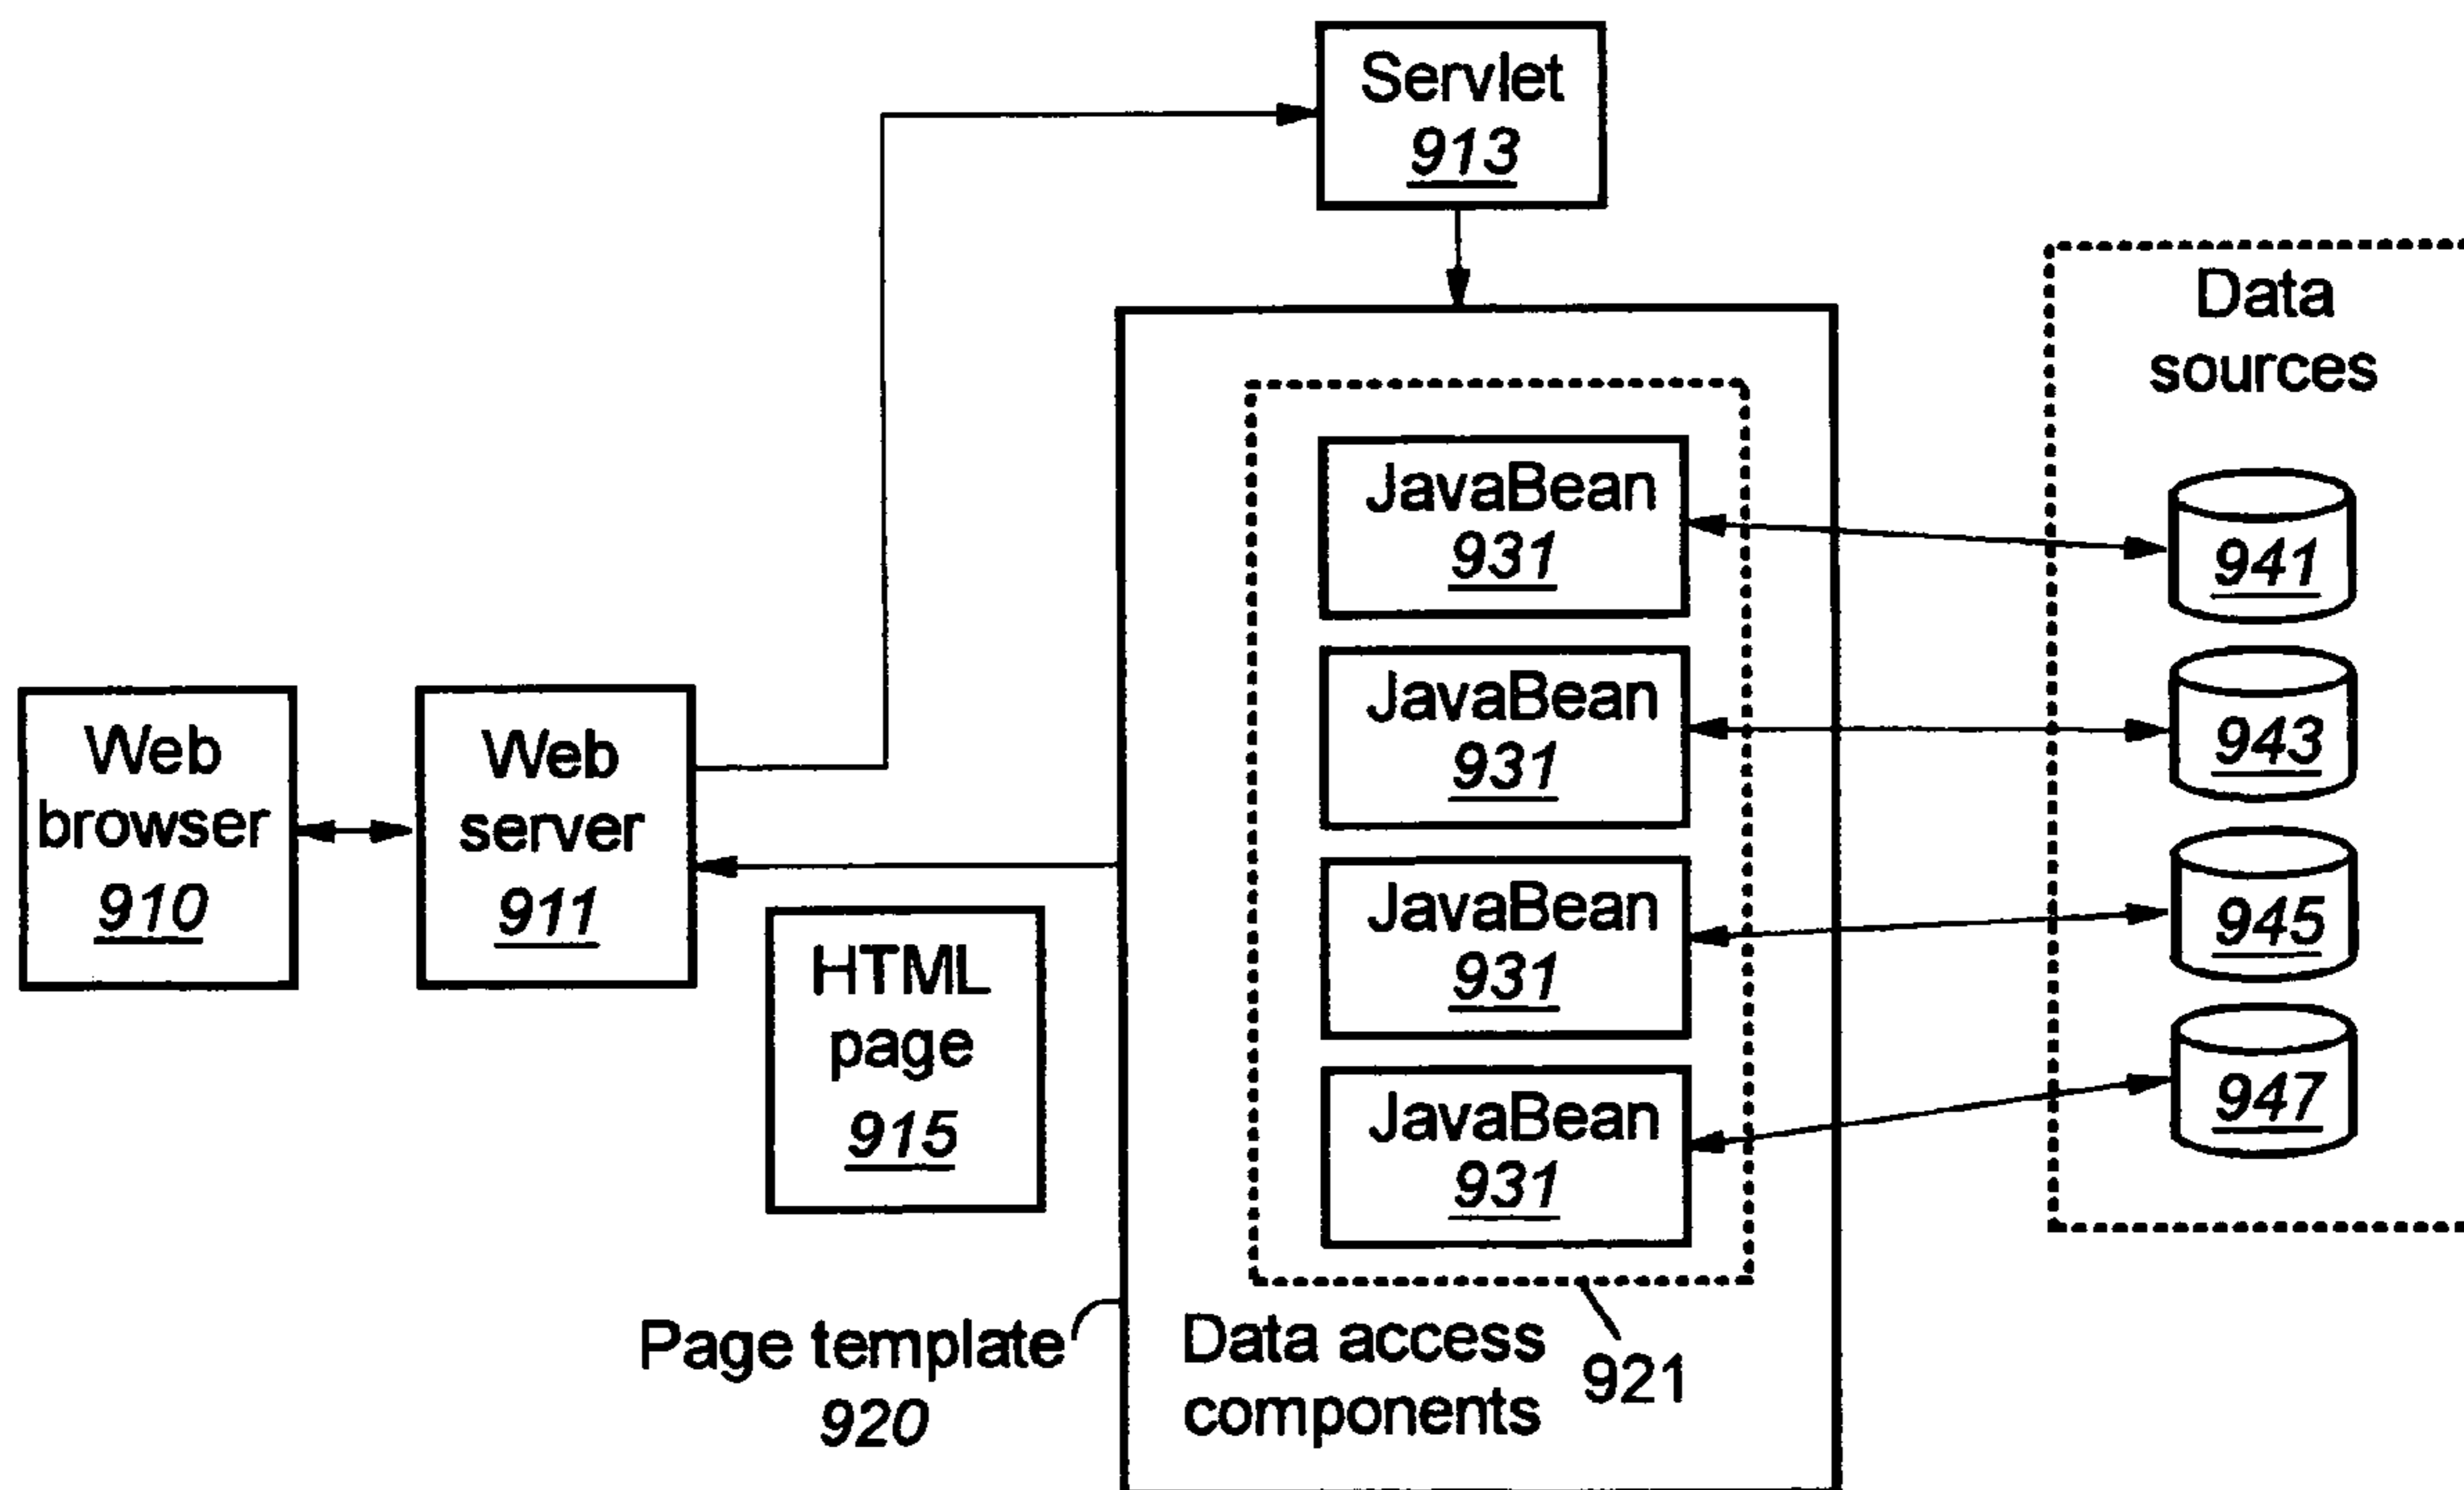 Servlet
913
Data
sources
JavaBean
931
941
JavaBean
931
943
JavaBean
931
945
JavaBean
931
947
Web
browser
910
Web
server
911
HTML
page
915
Page template
920
Data access
components
921